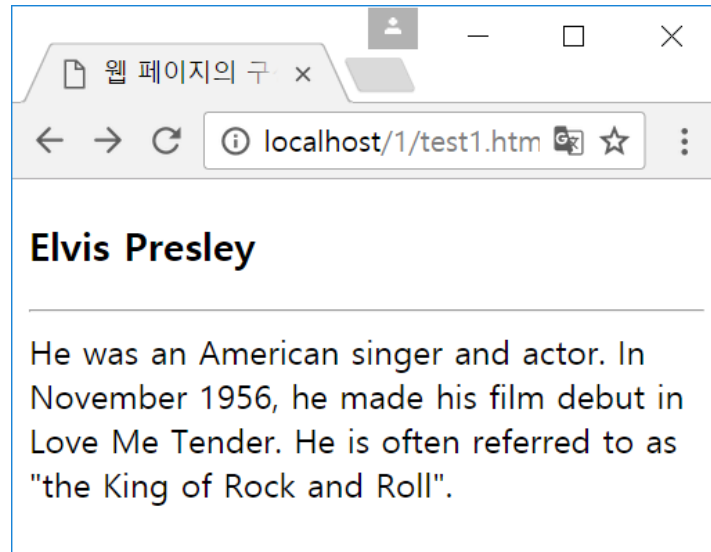 웹 페이지의 구
localhost/1/test1.htm
Elvis Presley
He was an American singer and actor. In
November 1956, he made his film debut in
Love Me Tender. He is often referred to as
"the King of Rock and Roll".